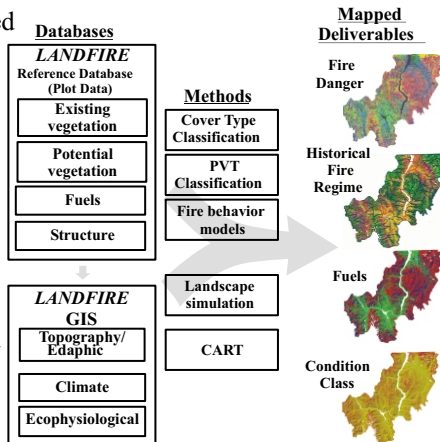 ed
Databases
LANDFIRE
Reference Database
(Plot Data)
Existing
vegetation
Potential
vegetation
Fuels
Structure
LANDFIRE
GIS
Topography/
Edaphic
Climate
Ecophysiological
Methods
Cover Type
Classification
PVT
Classification
Fire behavior
models
Landscape
simulation
CART
Mapped
Deliverables
Fire
Danger
Historical
Fire
Regime
Fuels
Condition
Class